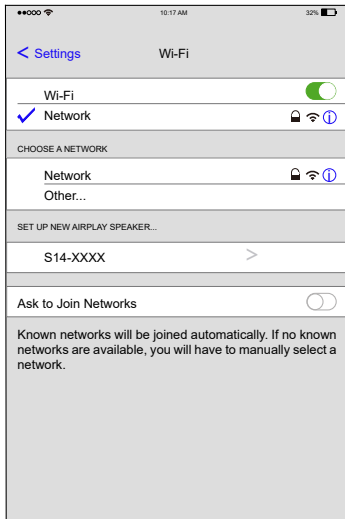 10:17 AM 32%
< Settings Wi-Fi
Wi-Fi
Network
CHOOSE A NETWORK
Network
Other...
SET UP NEW AIRPLAY SPEAKER...
S14-XXXX >
Ask to Join Networks
Known networks will be joined automatically. If no known
networks are available, you will have to manually select a
network.